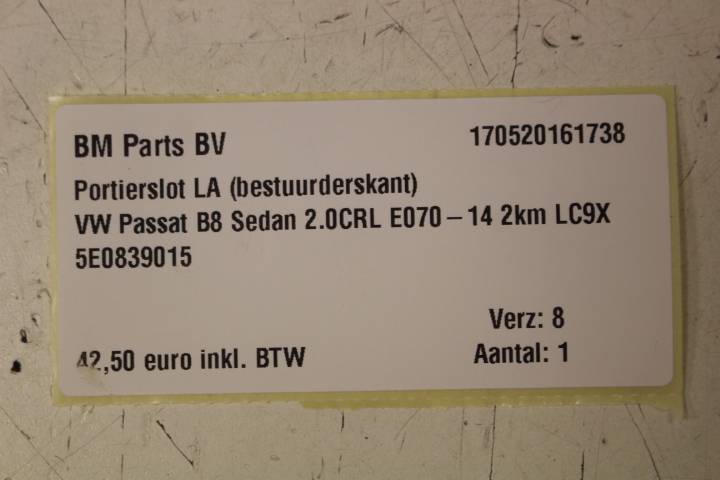 BM Parts BV 170520161738
Portierslot LA (bestuurderskant)
VW Passat B8 Sedan 2.0CRL E070-14 2km LC9X
5E0839015
Verz: 8
42,50 euro inkl. BTW Aantal: 1